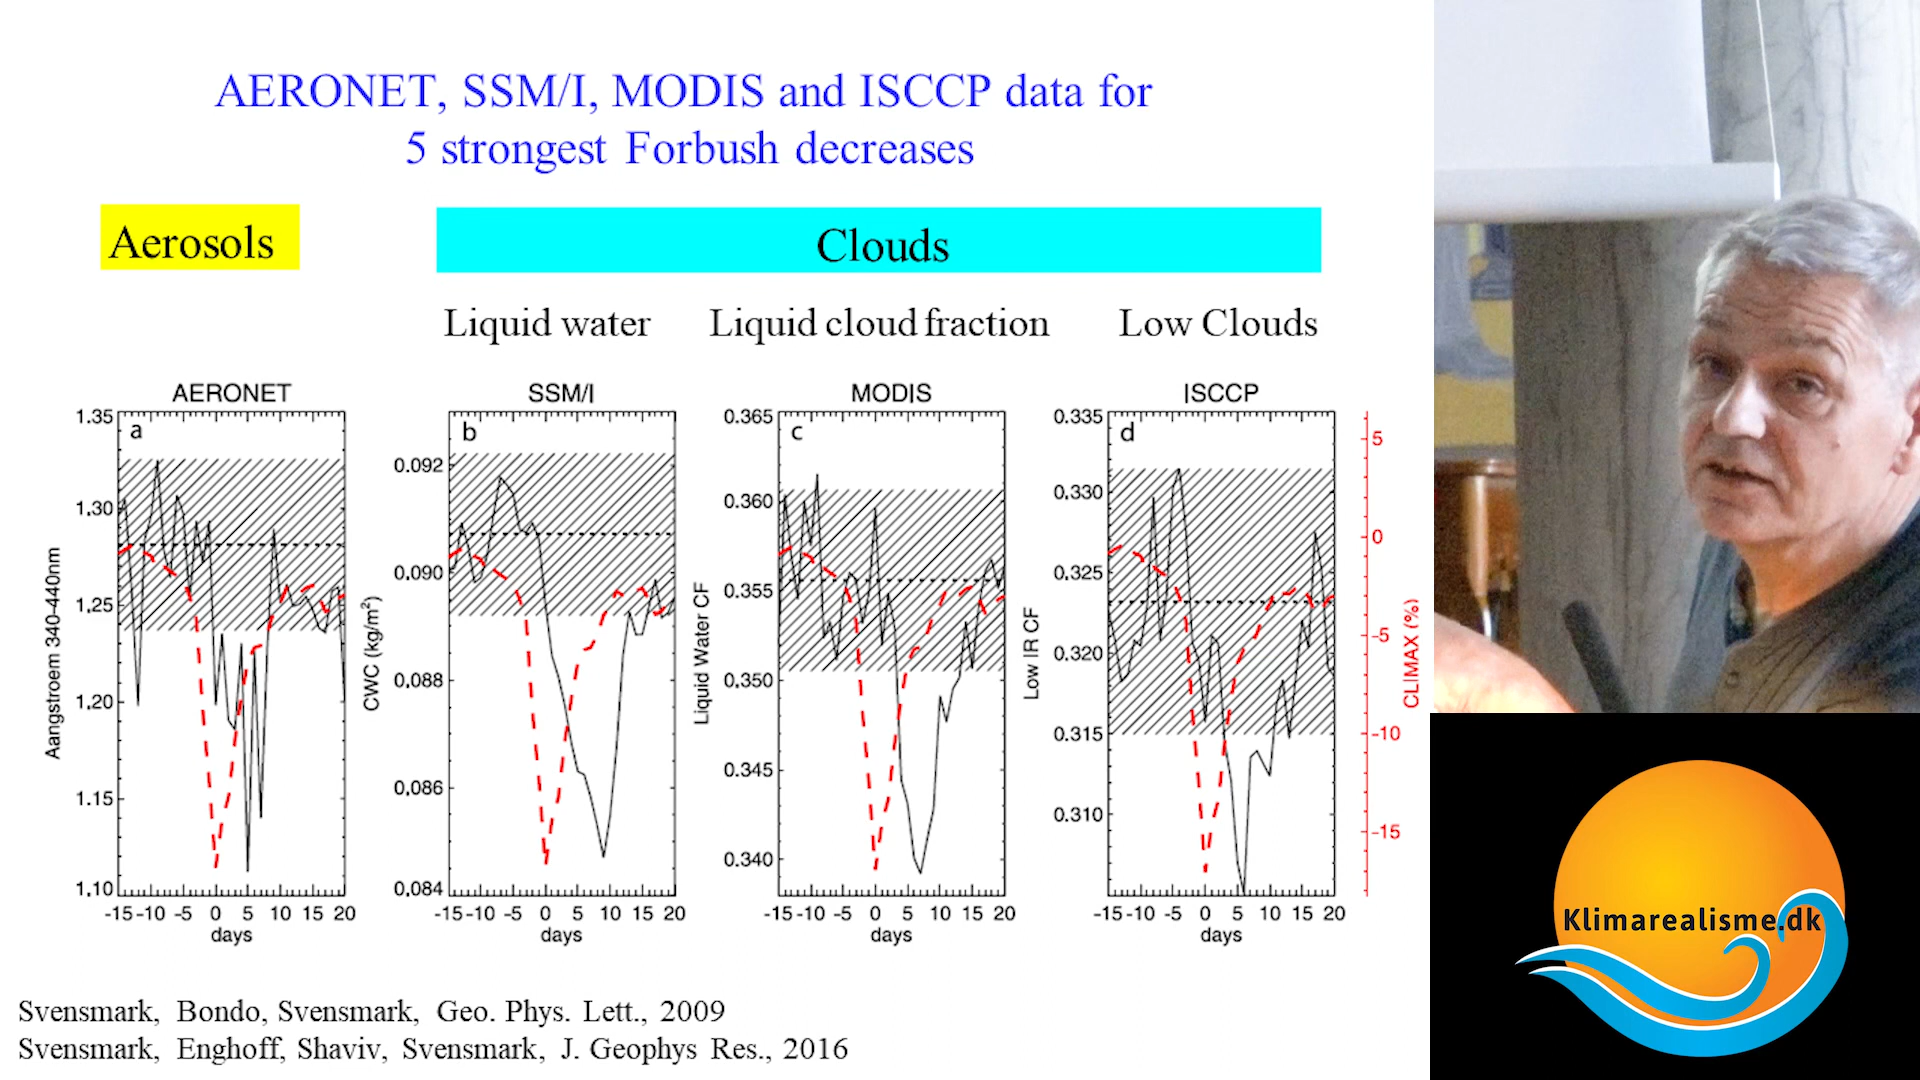 AERONET, SSM/I, MODIS and ISCCP data for
5 strongest Forbush decreases
Aerosols
Clouds
Liquid water
Liquid cloud fraction
Low Clouds
AERONET
a
1.35
1.30
1.25
1.20
1.15
1.10
Aangstroem 340-440nm
-15 -10 -5 0 5 10 15 20
days
SSM/I
b
0.092
0.090
0.088
0.086
0.084
CWC (kg/m²)
-15 -10 -5 0 5 10 15 20
days
MODIS
c
0.365
0.360
0.355
0.350
0.345
0.340
Liquid Water CF
-15 -10 -5 0 5 10 15 20
days
ISCCP
d
0.335
0.330
0.325
0.320
0.315
0.310
Low IR CF
-15 -10 -5 0 5 10 15 20
days
5
0
-5
-10
-15
CLIMAX (%)
Svensmark, Bondo, Svensmark, Geo. Phys. Lett., 2009
Svensmark, Enghoff, Shaviv, Svensmark, J. Geophys Res., 2016
Klimarealisme.dk